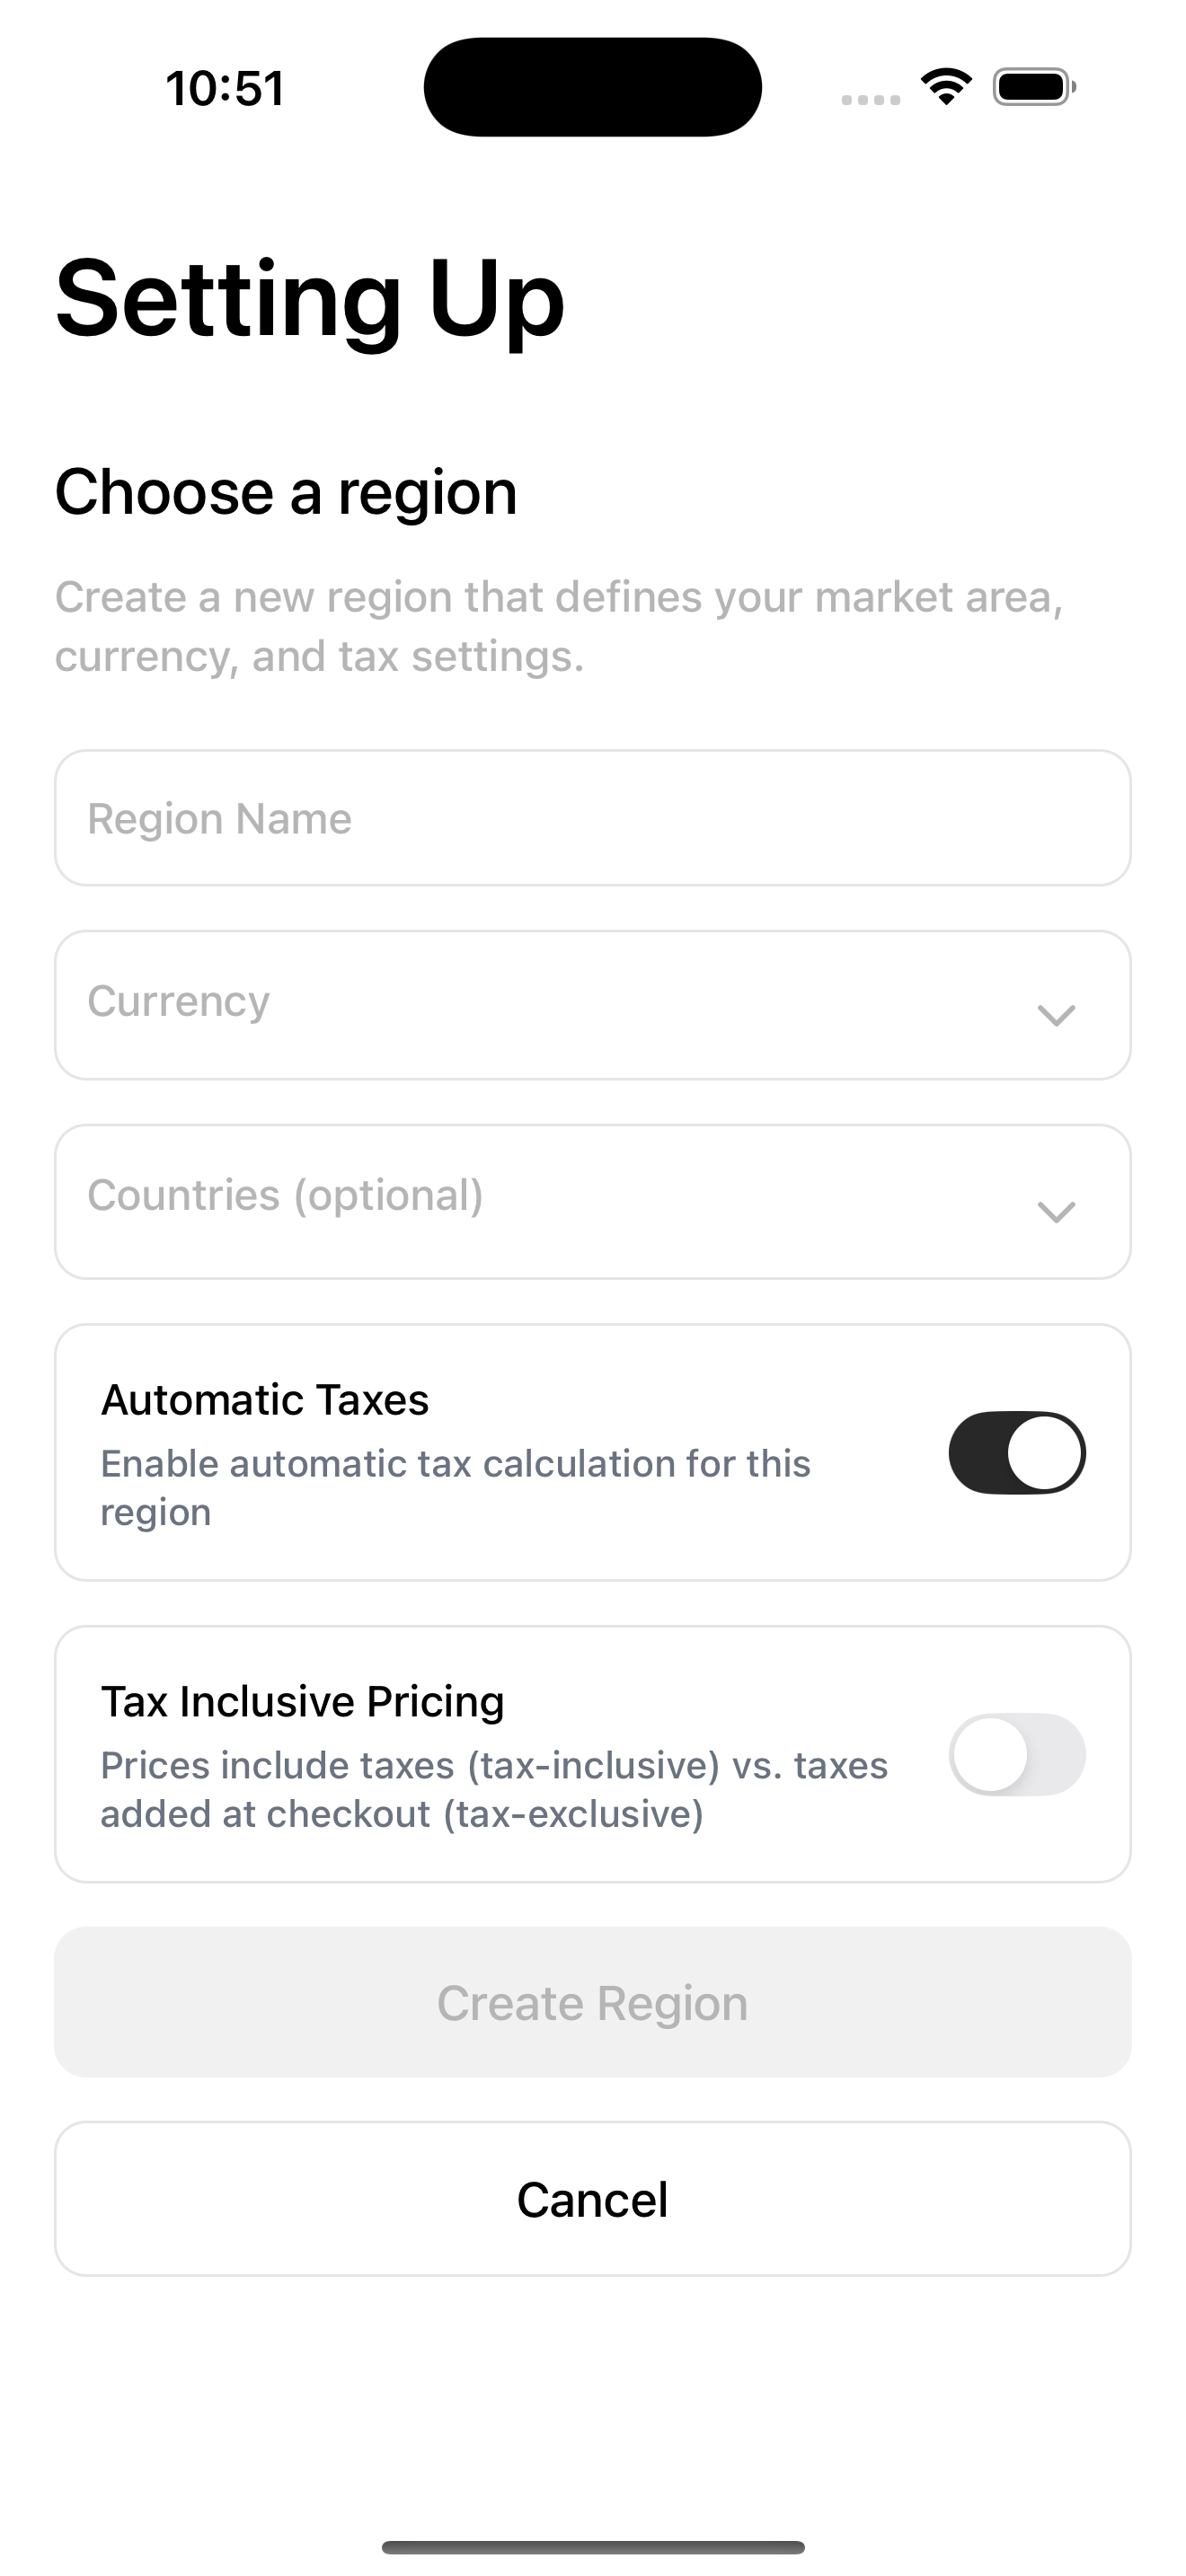 10:51
Setting Up
Choose a region
Create a new region that defines your market area,
currency, and tax settings.
Region Name
Currency
Countries (optional)
Automatic Taxes
Enable automatic tax calculation for this
region
Tax Inclusive Pricing
Prices include taxes (tax-inclusive) vs. taxes
added at checkout (tax-exclusive)
Create Region
Cancel